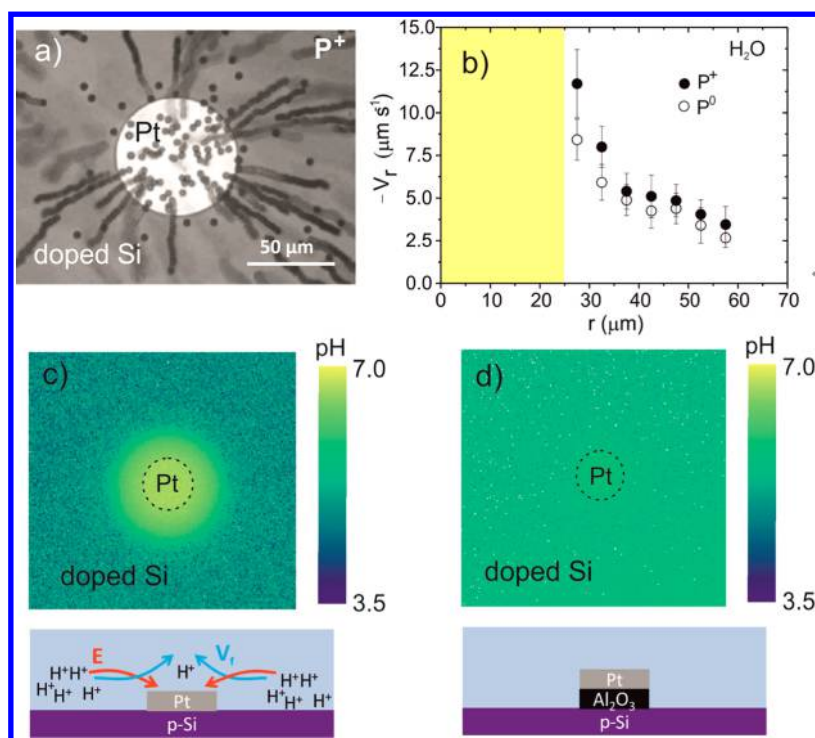 a)
P⁺
Pt
doped Si
50 µm
b)
H₂O
P⁺
P⁰
- Vᵣ (µm s⁻¹)
15.0
12.5
10.0
7.5
5.0
2.5
0.0
0 10 20 30 40 50 60 70
r (µm)
c)
pH
7.0
Pt
doped Si
3.5
d)
pH
7.0
Pt
doped Si
3.5
E
Vf
H⁺H⁺
H⁺H⁺ H⁺
H⁺
H⁺H⁺
H⁺H⁺ H⁺
Pt
p-Si
Pt
Al₂O₃
p-Si